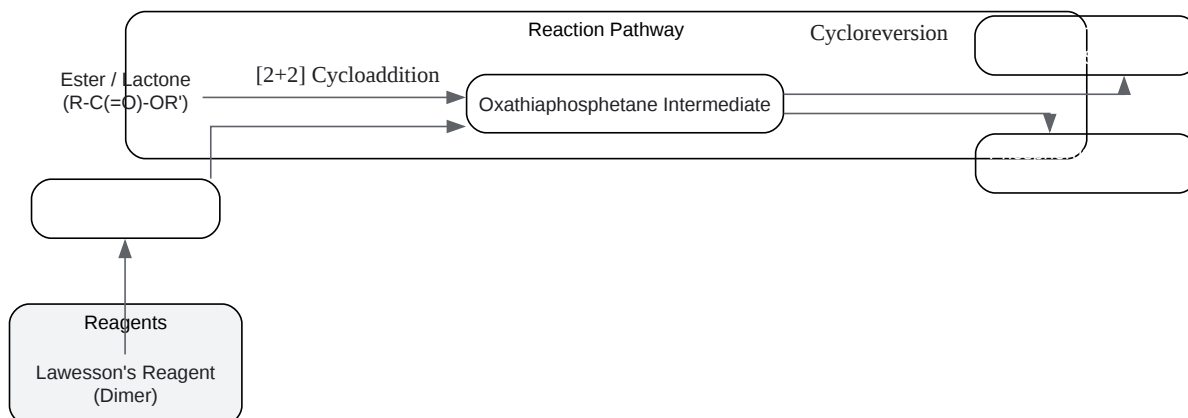 Reaction Pathway
Cycloreversion
Ester / Lactone
(R-C(=O)-OR')
[2+2] Cycloaddition
Oxathiaphosphetane Intermediate
Reagents
Lawesson's Reagent
(Dimer)